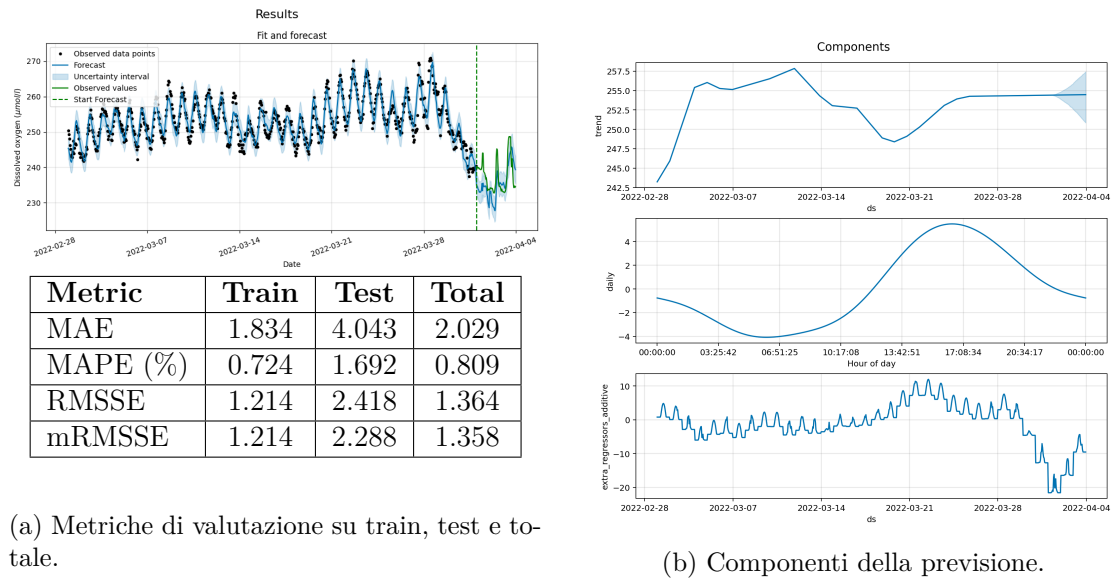 Results
Fit and forecast
Observed data points
Forecast
Uncertainty interval
Observed values
Start Forecast
Dissolved oxygen (μmol/l)
270
260
250
240
230
2022-02-28
2022-03-07
2022-03-14
2022-03-21
2022-03-28
2022-04-04
Date
Metric Train Test Total
MAE 1.834 4.043 2.029
MAPE (%) 0.724 1.692 0.809
RMSSE 1.214 2.418 1.364
mRMSSE 1.214 2.288 1.358
(a) Metriche di valutazione su train, test e to-
tale.
Components
trend
257.5
255.0
252.5
250.0
247.5
245.0
242.5
2022-02-28 2022-03-07 2022-03-14 2022-03-21 2022-03-28 2022-04-04
ds
daily
4
2
0
−2
−4
00:00:00 03:25:42 06:51:25 10:17:08 13:42:51 17:08:34 20:34:17 00:00:00
Hour of day
extra_regressors_additive
10
0
−10
−20
2022-02-28 2022-03-07 2022-03-14 2022-03-21 2022-03-28 2022-04-04
ds
(b) Componenti della previsione.